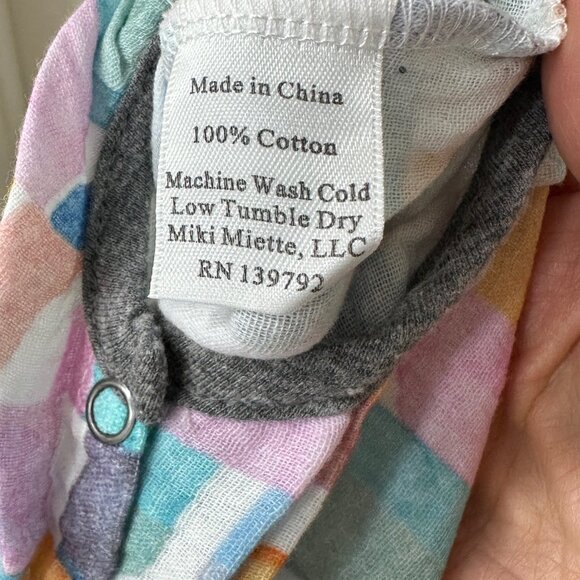 Made in China
100% Cotton
Machine Wash Cold
Low Tumble Dry
Miki Miette, LLC
RN 139792